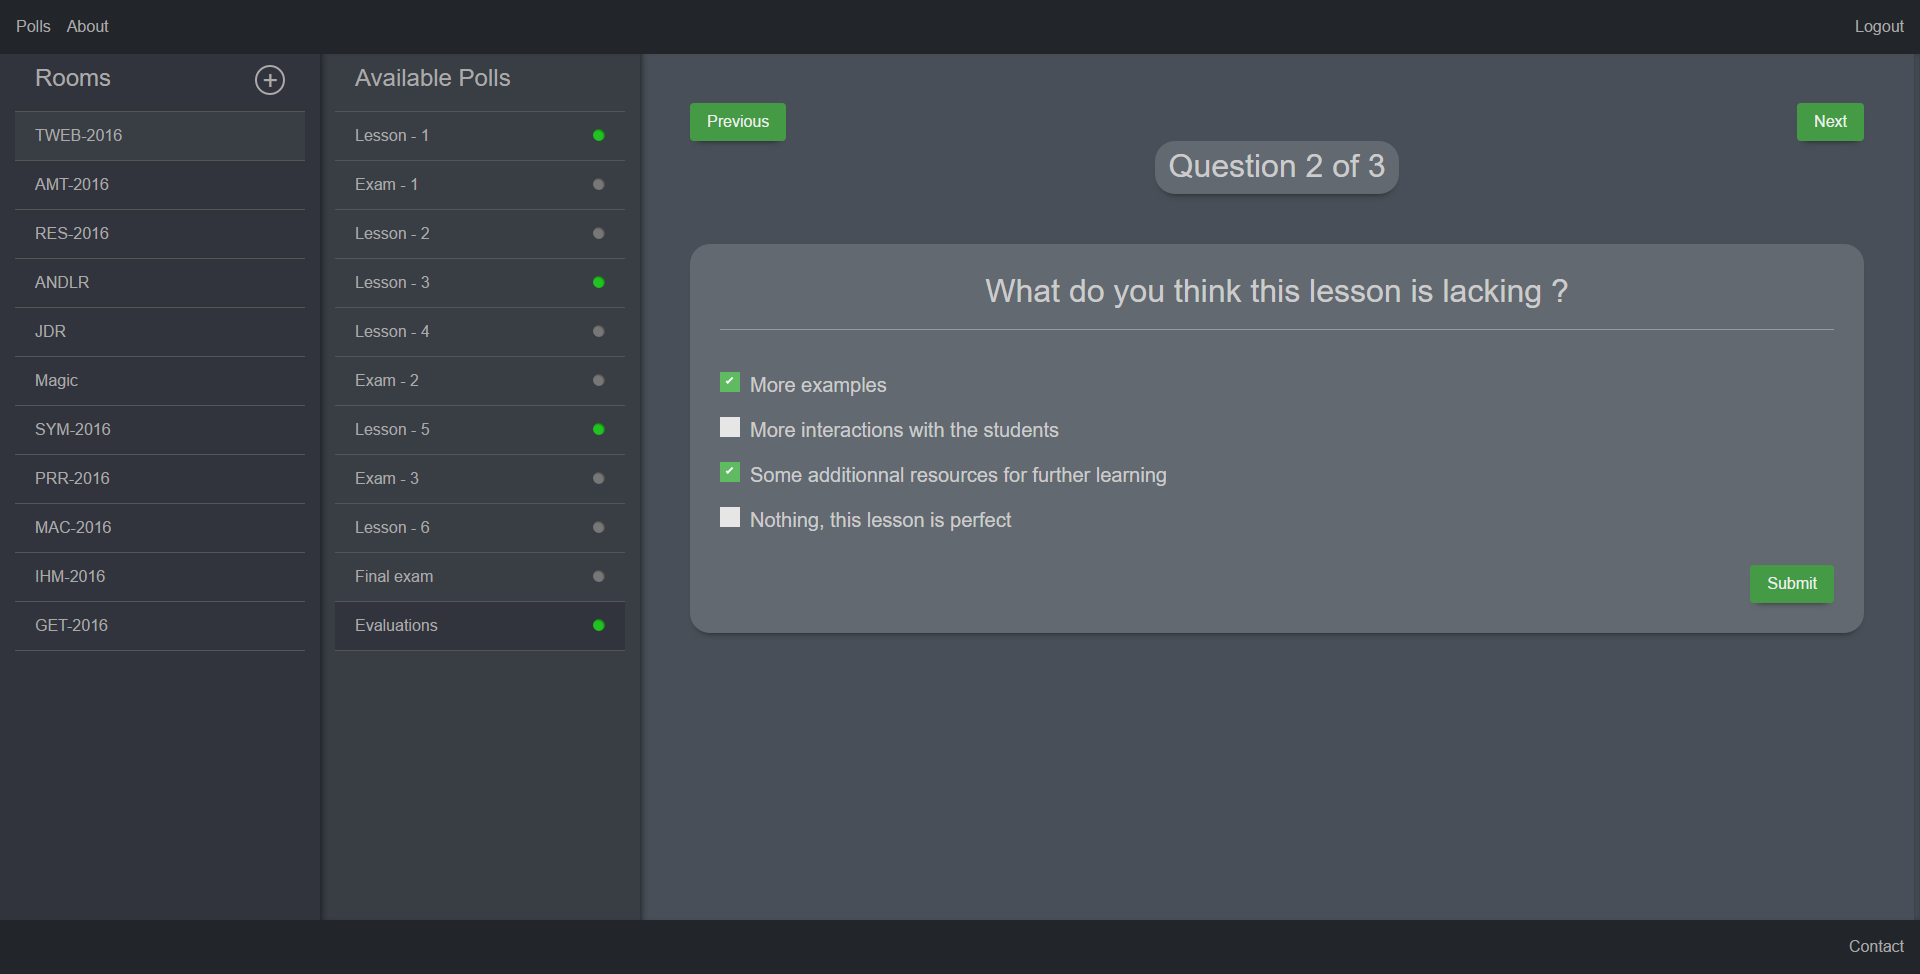 Polls About Logout
Rooms
TWEB-2016
AMT-2016
RES-2016
ANDLR
JDR
Magic
SYM-2016
PRR-2016
MAC-2016
IHM-2016
GET-2016
Available Polls
Lesson - 1
Exam - 1
Lesson - 2
Lesson - 3
Lesson - 4
Exam - 2
Lesson - 5
Exam - 3
Lesson - 6
Final exam
Evaluations
Previous
Next
Question 2 of 3
What do you think this lesson is lacking ?
More examples
More interactions with the students
Some additionnal resources for further learning
Nothing, this lesson is perfect
Submit
Contact